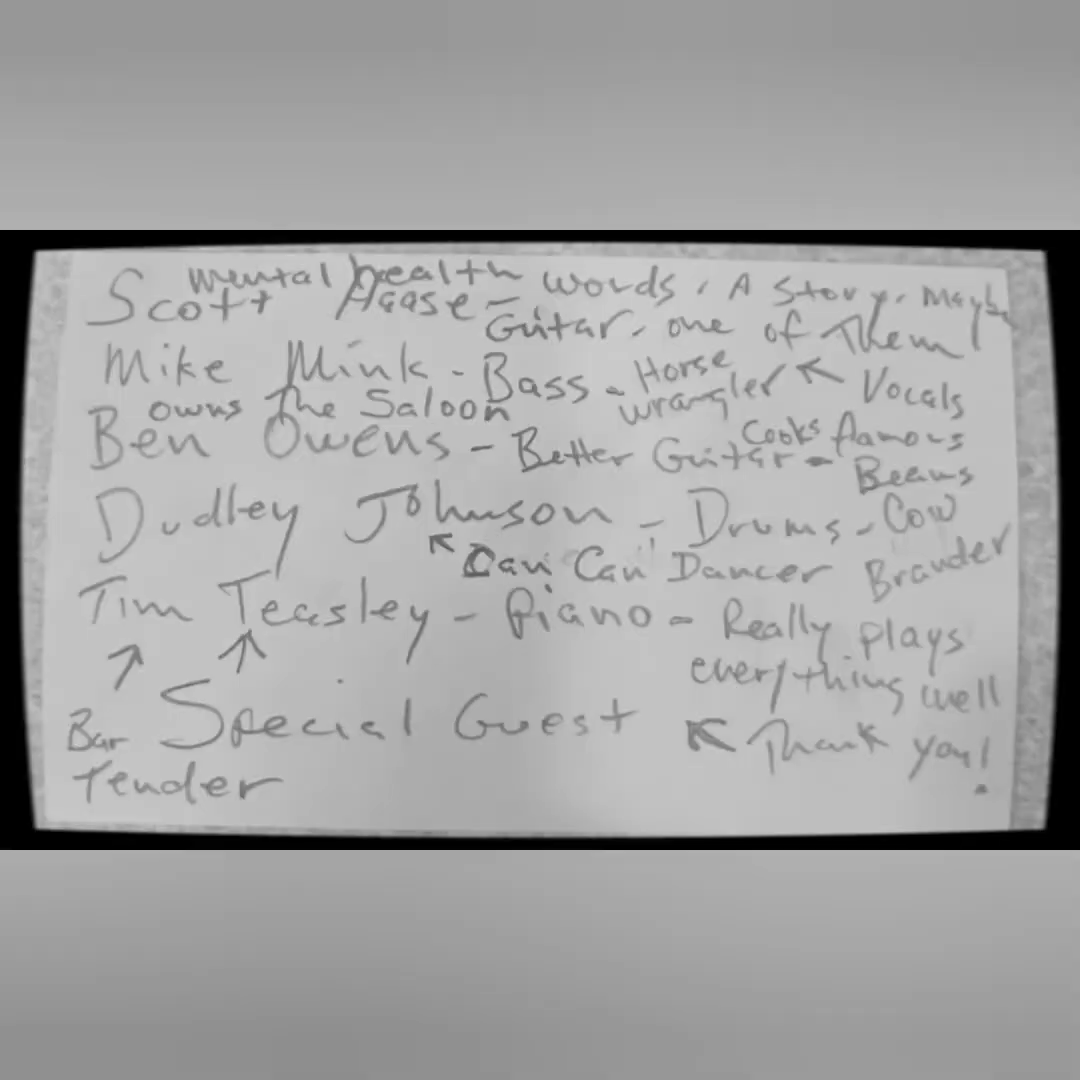 mental health words, A story, Maybe
Scott Haase - Guitar, one of Them!
Mike Mink - Bass - Horse wrangler ← Vocals
owns The Saloon
Ben Owens - Better Guitar - Cooks famous Beans
Dudley Johnson - Drums - Cow Brander
↖ "Can Can" Dancer
Tim Teasley - Piano - Really plays
everything well
Special Guest ↖ Thank you!
Bar
Tender